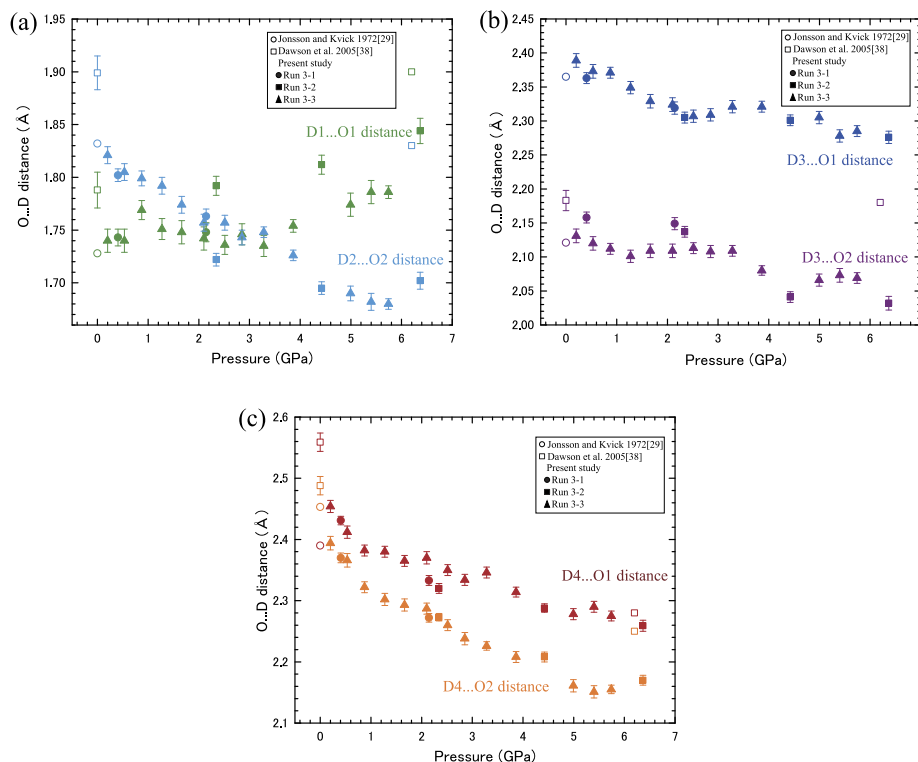 (a)
1.95
1.90
1.85
1.80
1.75
1.70
0 1 2 3 4 5 6 7
O...D distance (Å)
Pressure (GPa)
Jonsson and Kvick 1972[29]
Dawson et al. 2005[38]
Present study
Run 3-1
Run 3-2
Run 3-3
D1...O1 distance
D2...O2 distance
(b)
2.45
2.40
2.35
2.30
2.25
2.20
2.15
2.10
2.05
2.00
0 1 2 3 4 5 6 7
O...D distance (Å)
Pressure (GPa)
Jonsson and Kvick 1972[29]
Dawson et al. 2005[38]
Present study
Run 3-1
Run 3-2
Run 3-3
D3...O1 distance
D3...O2 distance
(c)
2.6
2.5
2.4
2.3
2.2
2.1
0 1 2 3 4 5 6 7
O...D distance (Å)
Pressure (GPa)
Jonsson and Kvick 1972[29]
Dawson et al. 2005[38]
Present study
Run 3-1
Run 3-2
Run 3-3
D4...O1 distance
D4...O2 distance